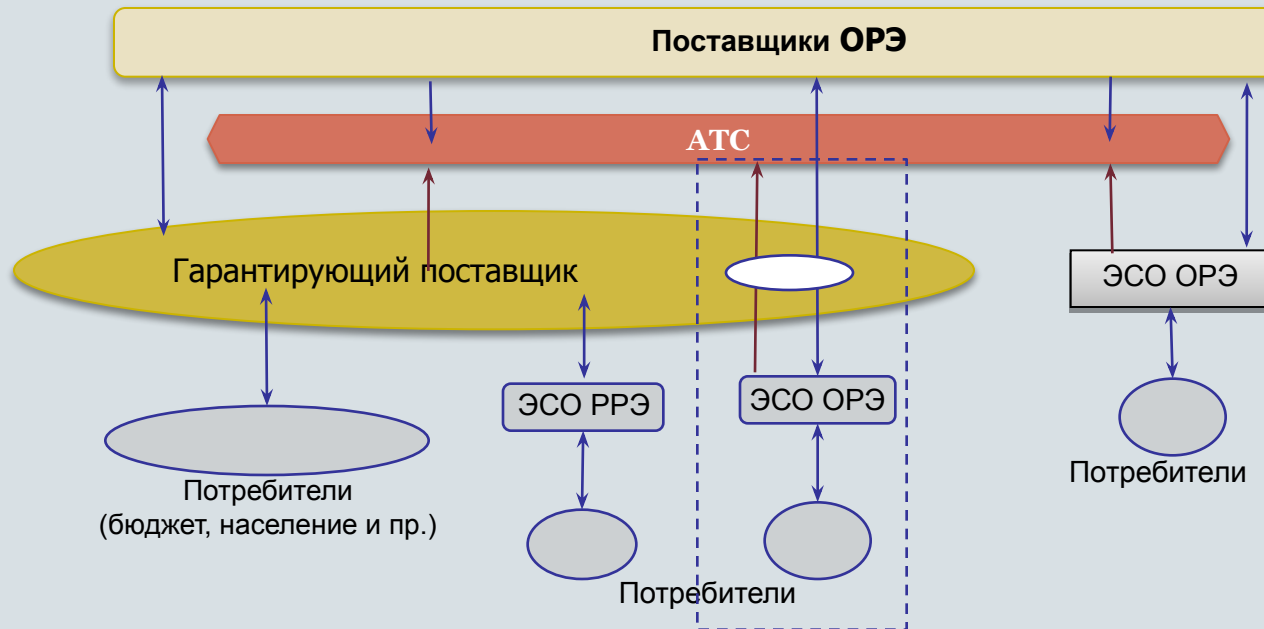 Поставщики ОРЭ
АТС
Гарантирующий поставщик
ЭСО ОРЭ
ЭСО РРЭ
ЭСО ОРЭ
Потребители
Потребители
(бюджет, население и пр.)
Потребители